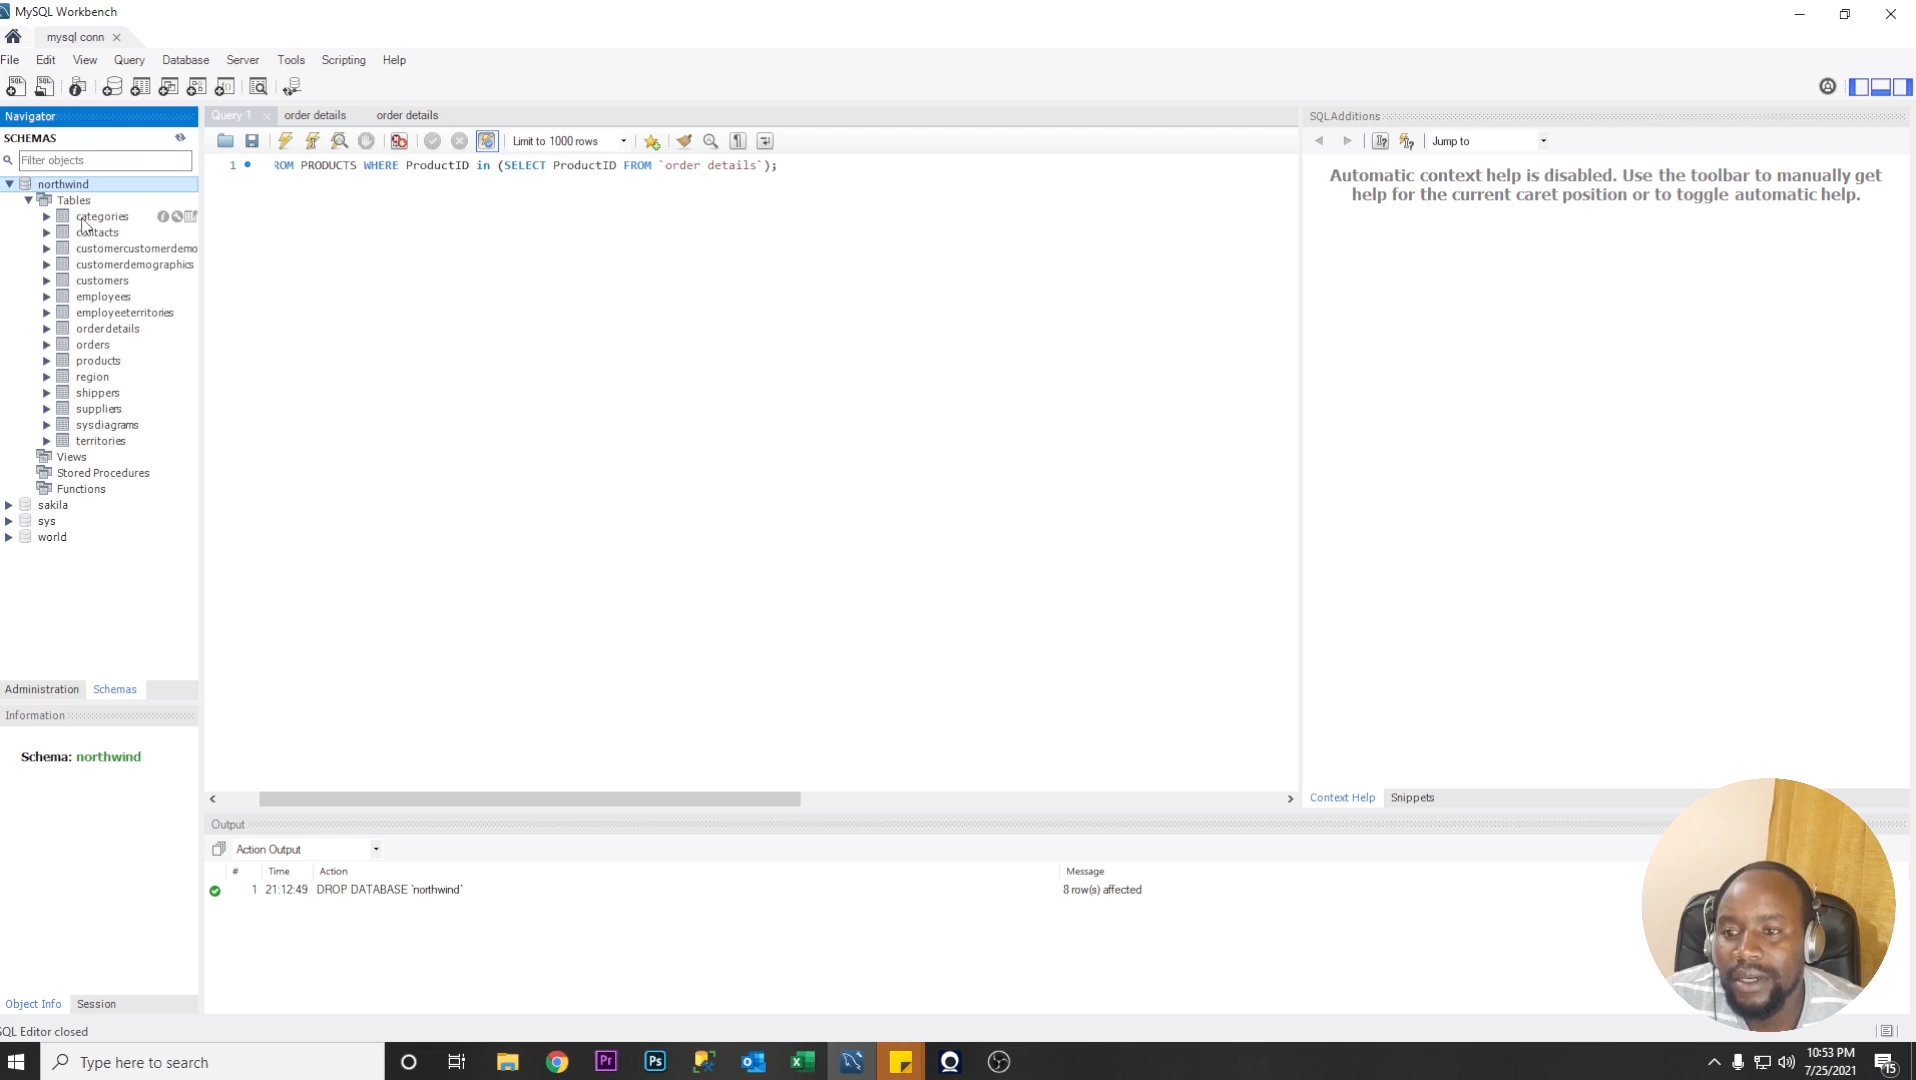 MySQL Workbench
mysql conn
File Edit View Query Database Server Tools Scripting Help
Navigator
SCHEMAS
Filter objects
northwind
Tables
categories
contacts
customercustomerdemo
customerdemographics
customers
employees
employeeterritories
order details
orders
products
region
shippers
suppliers
sysdiagrams
territories
Views
Stored Procedures
Functions
sakila
sys
world
Administration Schemas
Information
Schema: northwind
Object Info Session
SQL Editor closed
Query 1 order details order details
Limit to 1000 rows
1 ROM PRODUCTS WHERE ProductID in (SELECT ProductID FROM `order details`);
SQLAdditions
Jump to
Automatic context help is disabled. Use the toolbar to manually get
help for the current caret position or to toggle automatic help.
Context Help Snippets
Output
Action Output
# Time Action Message
1 21:12:49 DROP DATABASE `northwind` 8 row(s) affected
Type here to search
10:53 PM
7/25/2021
15